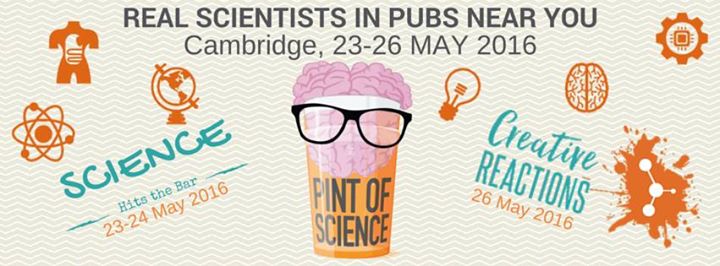 REAL SCIENTISTS IN PUBS NEAR YOU
Cambridge, 23-26 MAY 2016
SCIENCE
Hits the Bar
23-24 May 2016
PINT OF
SCIENCE
Creative
REACTIONS
26 May 2016